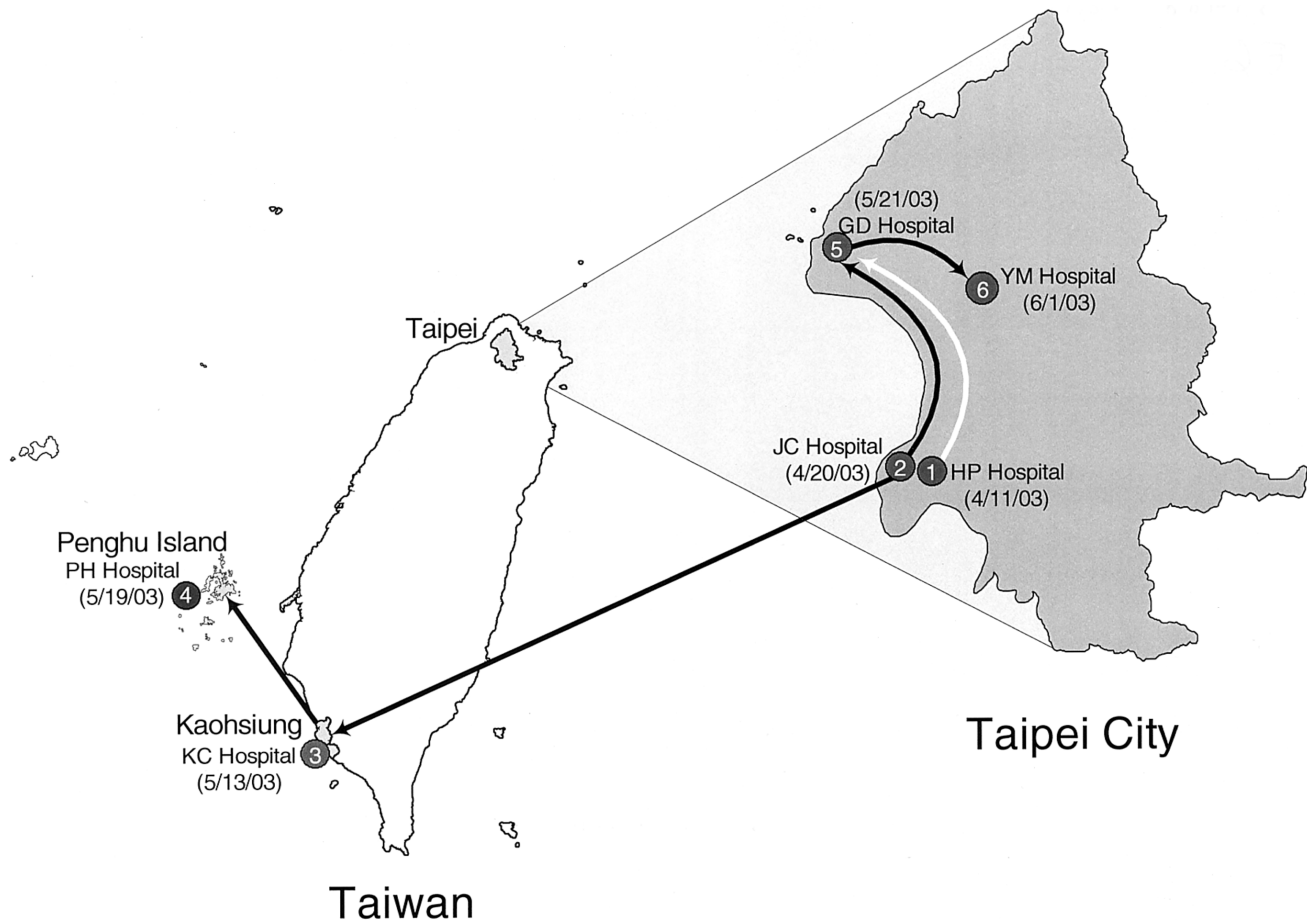 Taipei
Penghu Island
PH Hospital
4
(5/19/03)
Kaohsiung
KC Hospital
3
(5/13/03)
Taiwan
(5/21/03)
GD Hospital
5
6
YM Hospital
(6/1/03)
JC Hospital
(4/20/03)
2
1
HP Hospital
(4/11/03)
Taipei City